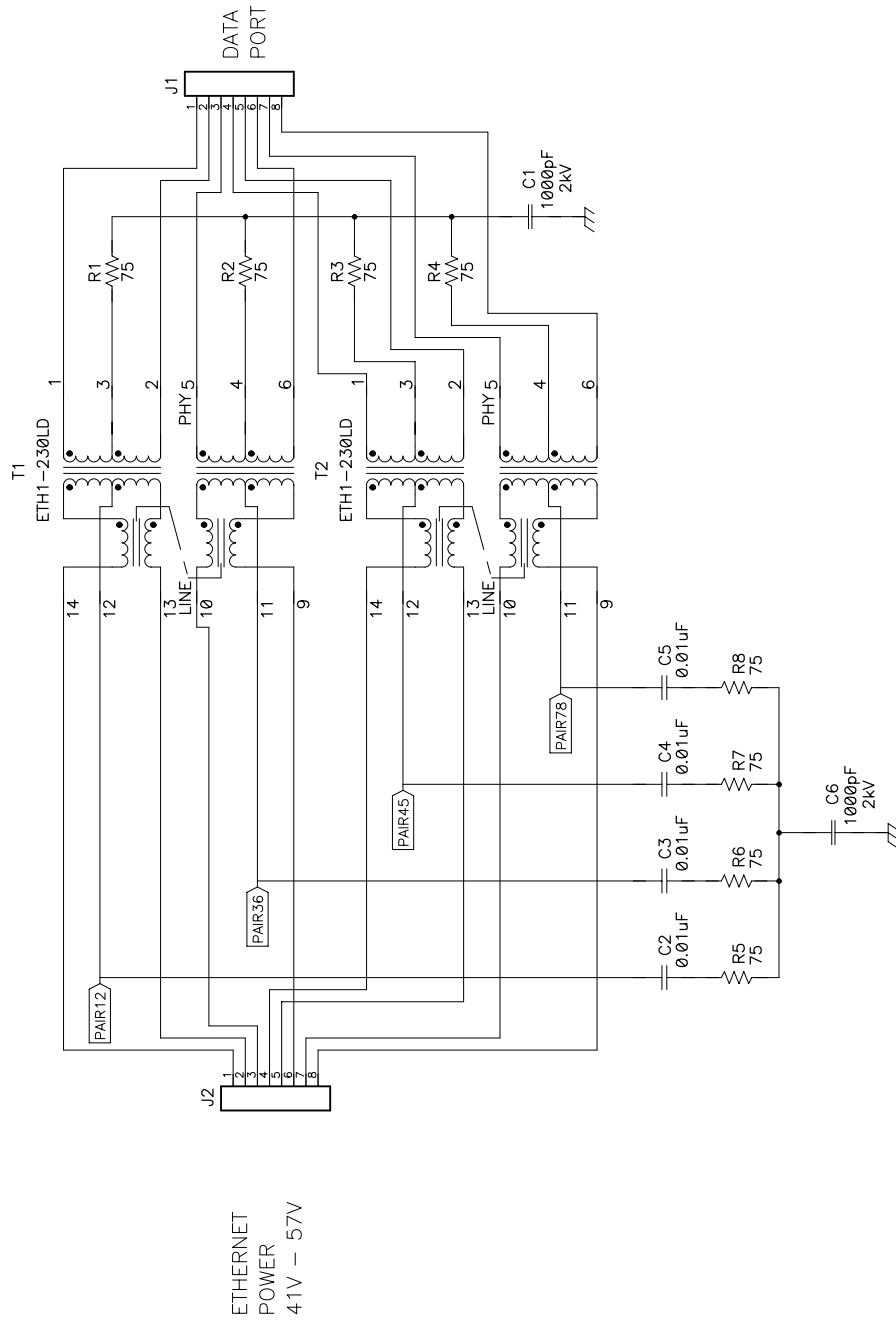 DATA
PORT
J1
1
2
3
4
5
6
7
8
C1
1000pF
2kV
R1
75
R2
75
R3
75
R4
75
T1
ETH1-230LD
1
3
2
PHY
5
4
6
14
12
13
LINE
10
11
9
T2
ETH1-230LD
1
3
2
PHY
5
4
6
14
12
13
LINE
10
11
9
PAIR12
PAIR36
PAIR45
PAIR78
C2
0.01uF
C3
0.01uF
C4
0.01uF
C5
0.01uF
R5
75
R6
75
R7
75
R8
75
C6
1000pF
2kV
J2
1
2
3
4
5
6
7
8
ETHERNET
POWER
41V - 57V